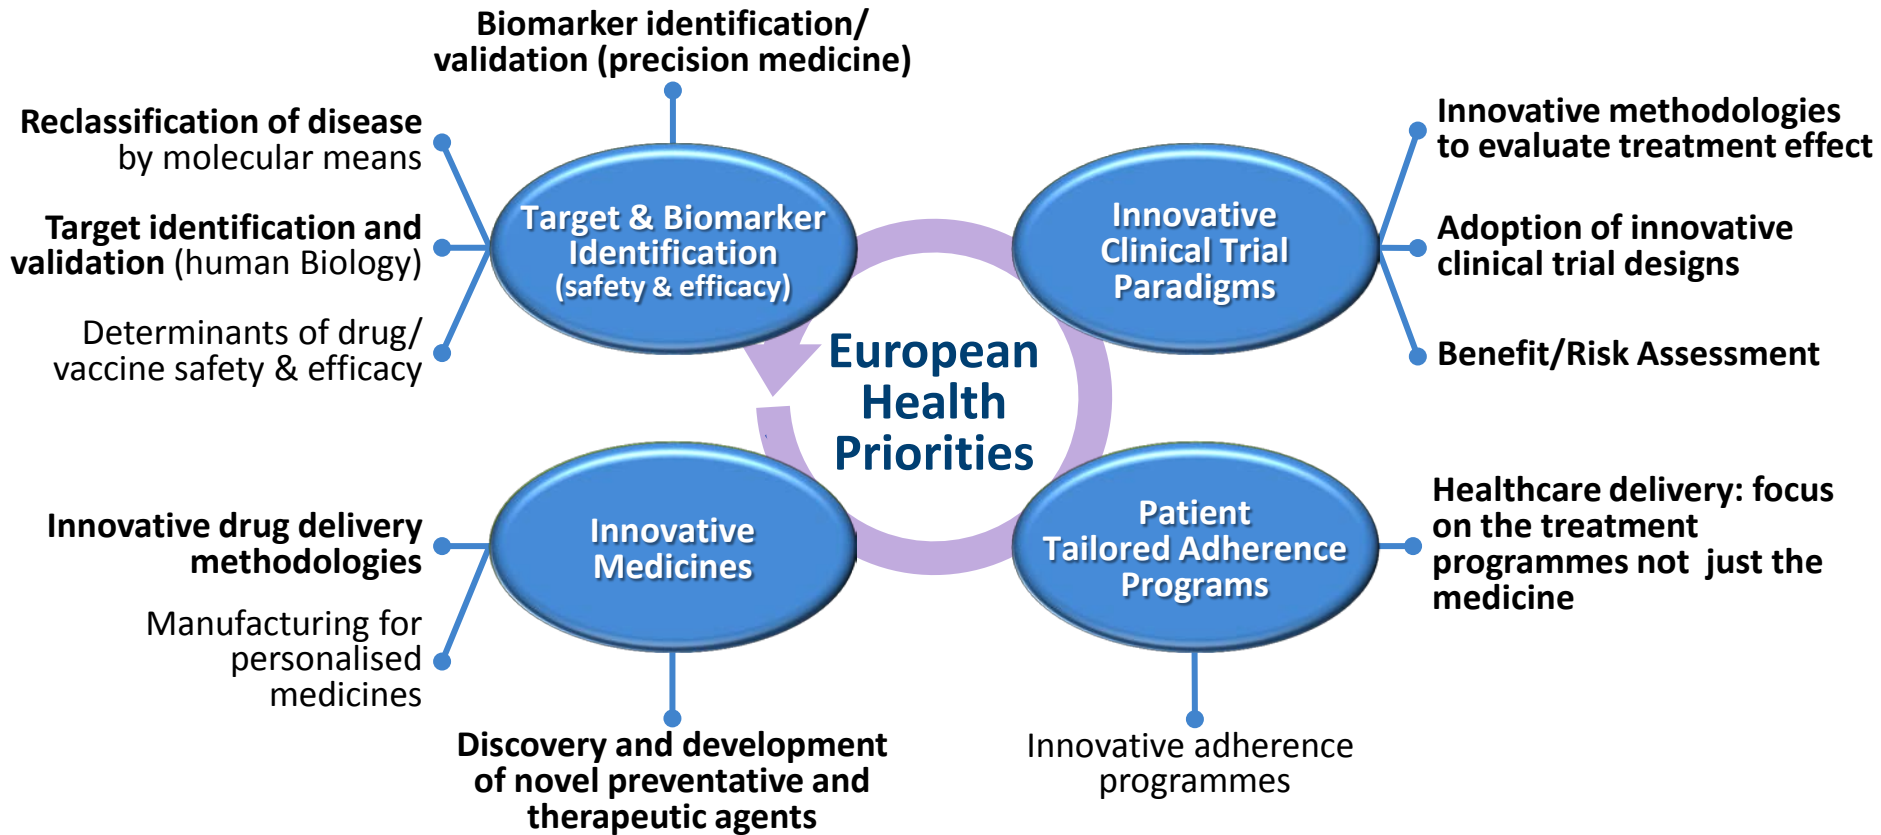 Biomarker identification/
validation (precision medicine)
Reclassification of disease
by molecular means
Target identification and
validation (human Biology)
Determinants of drug/
vaccine safety & efficacy
Target & Biomarker
Identification
(safety & efficacy)
Innovative
Clinical Trial
Paradigms
Innovative methodologies
to evaluate treatment effect
Adoption of innovative
clinical trial designs
Benefit/Risk Assessment
European
Health
Priorities
Innovative drug delivery
methodologies
Manufacturing for
personalised
medicines
Innovative
Medicines
Discovery and development
of novel preventative and
therapeutic agents
Patient
Tailored Adherence
Programs
Healthcare delivery: focus
on the treatment
programmes not  just the
medicine
Innovative adherence
programmes